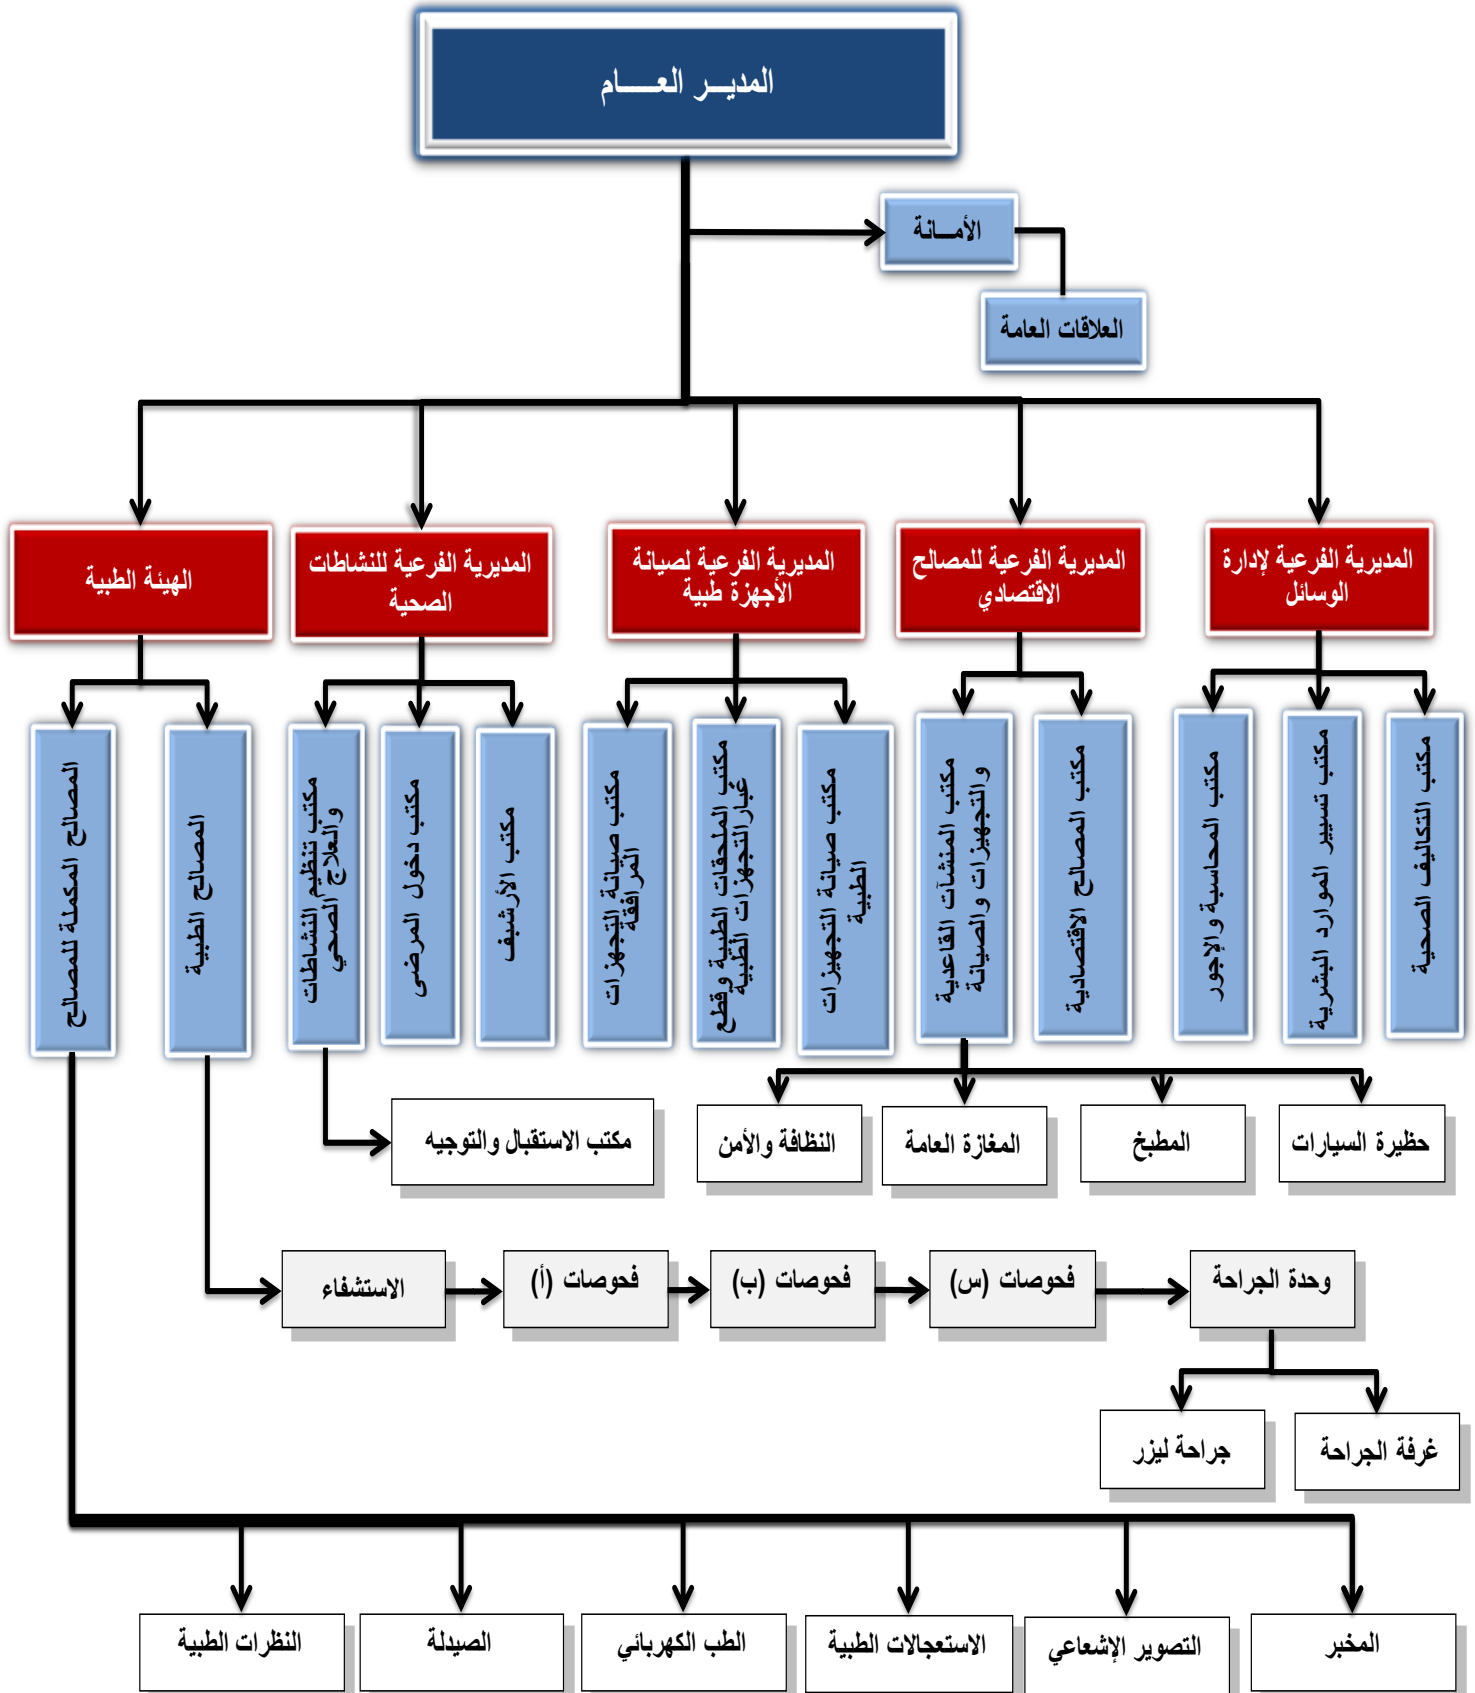 المديـــر العـــــام
الأمـــانة
العلاقات العامة
المديرية الفرعية لإدارة
الوسائل
المديرية الفرعية للمصالح
الاقتصادي
المديرية الفرعية لصيانة
الأجهزة طبية
المديرية الفرعية للنشاطات
الصحية
الهيئة الطبية
مكتب التكاليف الصحية
مكتب تسيير الموارد البشرية
مكتب المحاسبة والإجور
مكتب المصالح الاقتصادية
مكتب المنشآت القاعدية
والتجهيزات والصيانة
مكتب صيانة التجهيزات
الطبية
مكتب الملحقات الطبية وقطع
غبارالتجهزات الطبية
مكتب صيانة التجهزات
المرافقة
مكتب الأرشيف
مكتب دخول المرضى
مكتب تنظيم النشاطات
والعلاج الصحي
المصالح الطبية
المصالح المكملة للمصالح
حظيرة السيارات
المطبخ
المغازة العامة
النظافة والأمن
مكتب الاستقبال والتوجيه
الاستشفاء
فحوصات (أ)
فحوصات (ب)
فحوصات (س)
وحدة الجراحة
غرفة الجراحة
جراحة ليزر
المخبر
التصوير الإشعاعي
الاستعجالات الطبية
الطب الكهربائي
الصيدلة
النظرات الطبية